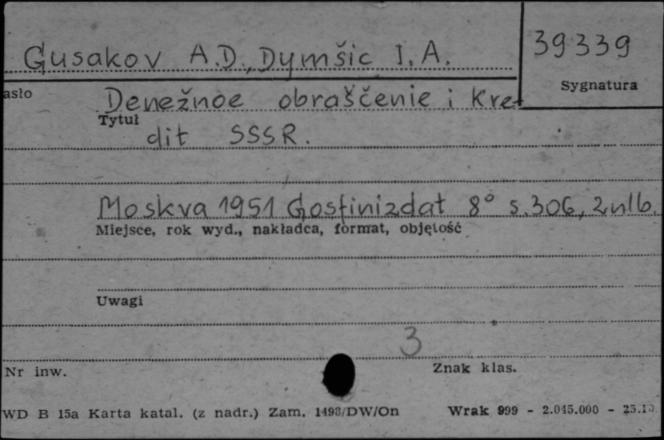 Gusakov A.D., Dymšic I.A.
39339
Sygnatura
asło
Denežnoe obraščenie i Kre-
Tytuł
dit SSSR.
Moskva 1951 Gosfinizdat 8° s.306, 2nlb.
Miejsce, rok wyd., nakładca, format, objętość
Uwagi
3
Nr inw.
Znak klas.
WD B 15a Karta katal. (z nadr.) Zam. 1498/DW/On
Wrak 999 - 2.045.000 -